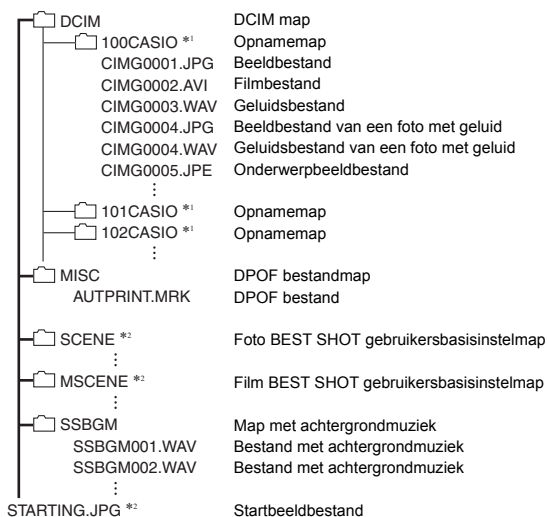 DCIM DCIM map
100CASIO *1 Opnamemap
CIMG0001.JPG Beeldbestand
CIMG0002.AVI Filmbestand
CIMG0003.WAV Geluidsbestand
CIMG0004.JPG Beeldbestand van een foto met geluid
CIMG0004.WAV Geluidsbestand van een foto met geluid
CIMG0005.JPE Onderwerpbeeldbestand
101CASIO *1 Opnamemap
102CASIO *1 Opnamemap
MISC DPOF bestandmap
AUTPRINT.MRK DPOF bestand
SCENE *2 Foto BEST SHOT gebruikersbasisinstelmap
MSCENE *2 Film BEST SHOT gebruikersbasisinstelmap
SSBGM Map met achtergrondmuziek
SSBGM001.WAV Bestand met achtergrondmuziek
SSBGM002.WAV Bestand met achtergrondmuziek
STARTING.JPG *2 Startbeeldbestand